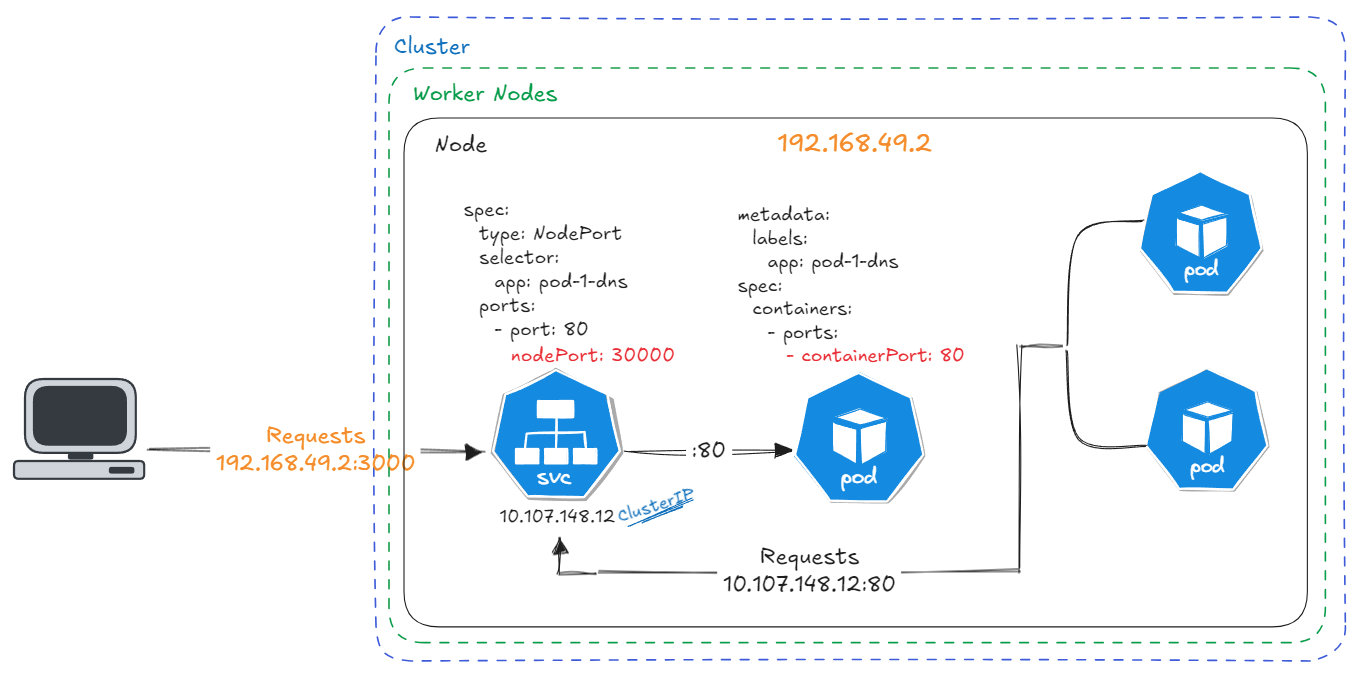 Cluster
Worker Nodes
Node
192.168.49.2
spec:
type: NodePort
selector:
app: pod-1-dns
ports:
- port: 80
nodePort: 30000
metadata:
labels:
app: pod-1-dns
spec:
containers:
- ports:
- containerPort: 80
pod
pod
Requests
192.168.49.2:3000
svc
:80
pod
10.107.148.12
ClusterIP
Requests
10.107.148.12:80